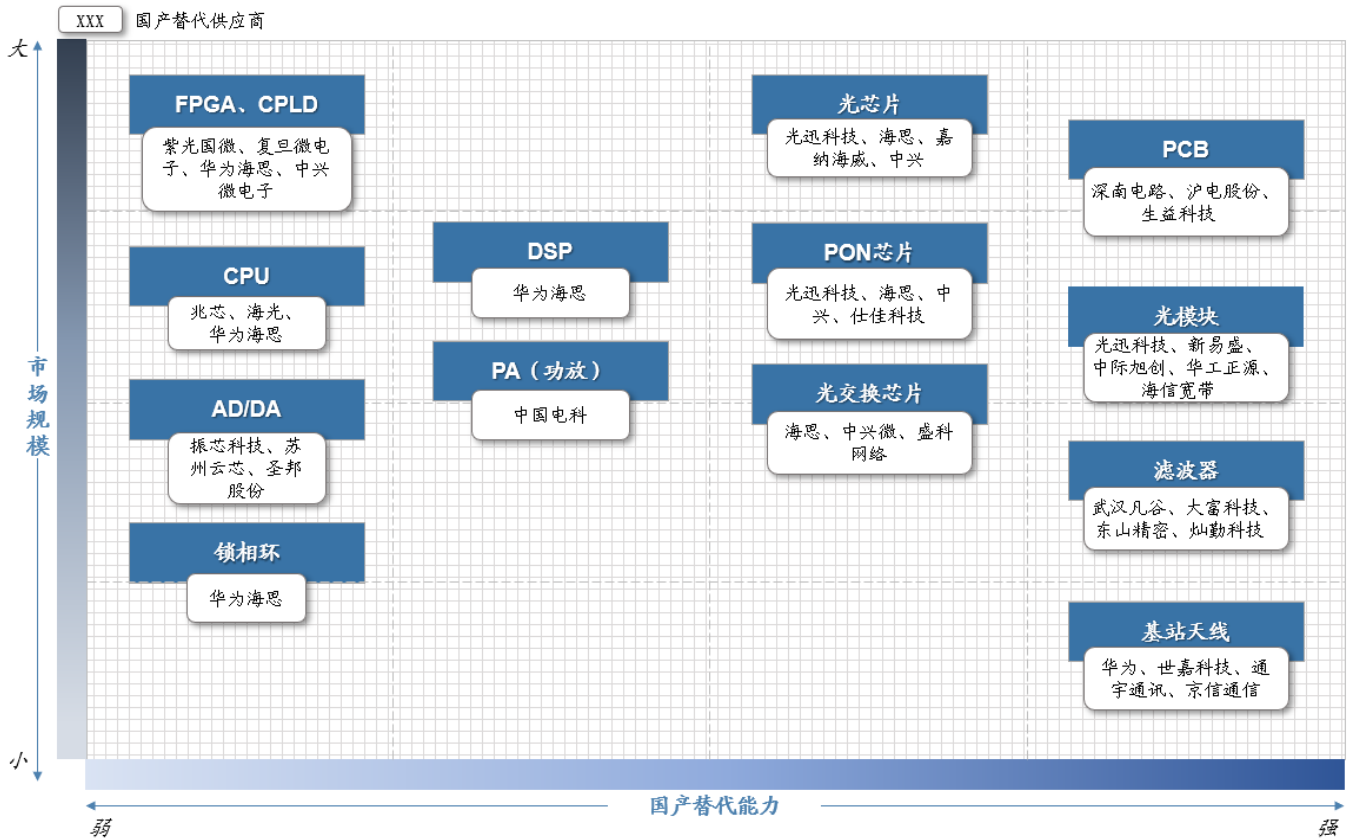 XXX 国产替代供应商
大
FPGA、CPLD
紫光国微、复旦微电
子、华为海思、中兴
微电子
CPU
兆芯、海光、
华为海思
AD/DA
振芯科技、苏
州云芯、圣邦
股份
锁相环
华为海思
DSP
华为海思
PA（功放）
中国电科
光芯片
光迅科技、海思、嘉
纳海威、中兴
PON芯片
光迅科技、海思、中
兴、仕佳科技
光交换芯片
海思、中兴微、盛科
网络
PCB
深南电路、沪电股份、
生益科技
光模块
光迅科技、新易盛、
中际旭创、华工正源、
海信宽带
滤波器
武汉凡谷、大富科技、
东山精密、灿勤科技
基站天线
华为、世嘉科技、通
宇通讯、京信通信
市场规模
小
国产替代能力
弱
强